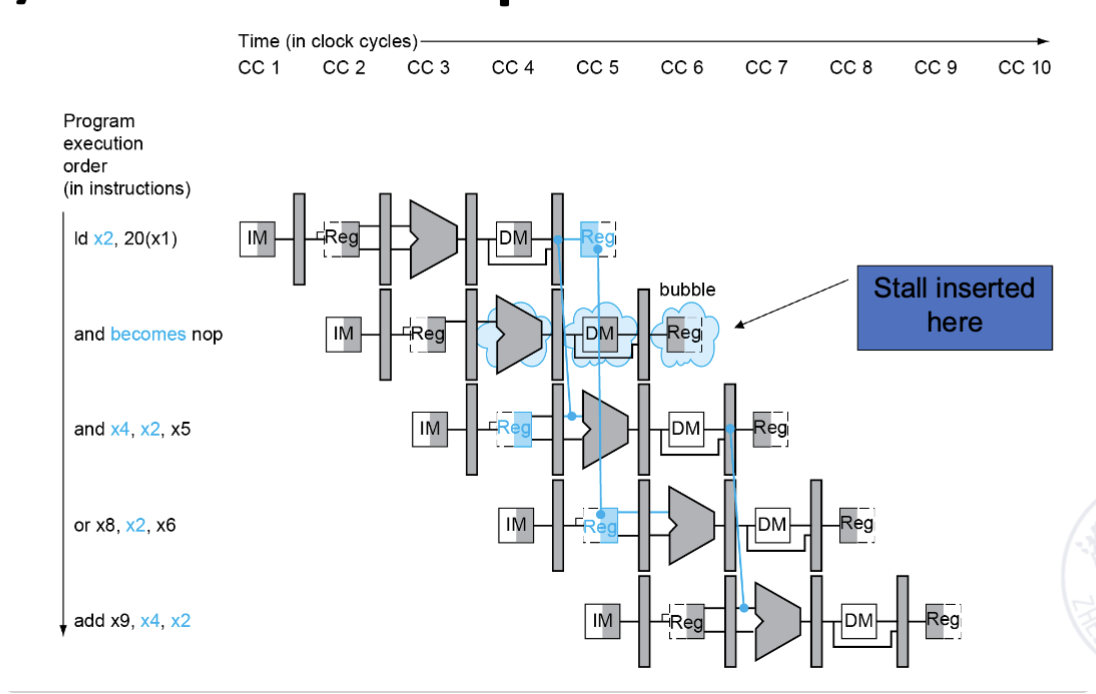 Time (in clock cycles)
CC 1 CC 2 CC 3 CC 4 CC 5 CC 6 CC 7 CC 8 CC 9 CC 10
Program
execution
order
(in instructions)
ld x2, 20(x1)
IM Reg DM Reg
bubble
Stall inserted
here
and becomes nop
IM Reg DM Reg
and x4, x2, x5
IM Reg DM Reg
or x8, x2, x6
IM Reg DM Reg
add x9, x4, x2
IM Reg DM Reg